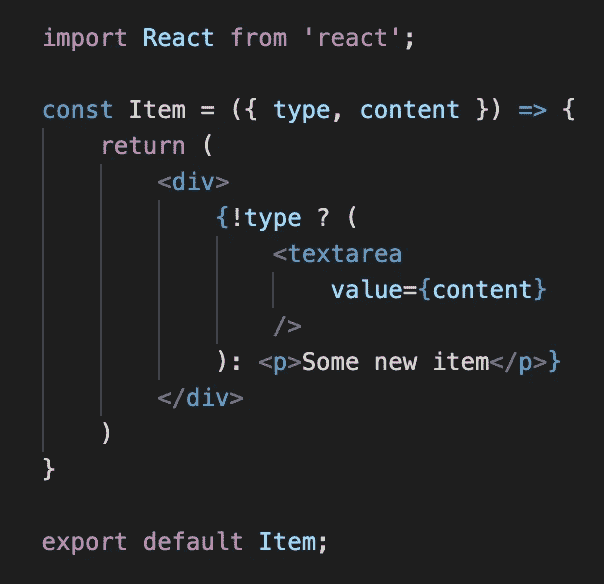 import React from 'react';
const Item = ({ type, content }) => {
return (
<div>
{!type ? (
<textarea
value={content}
/>
): <p>Some new item</p>}
</div>
)
}
export default Item;